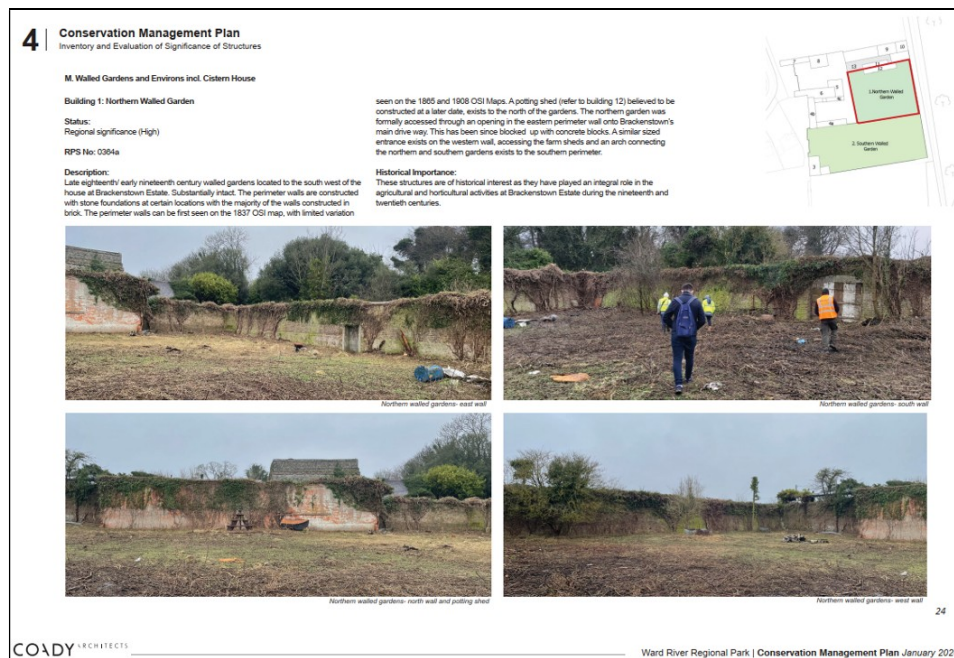 4
Conservation Management Plan
Inventory and Evaluation of Significance of Structures
M. Walled Gardens and Environs incl. Cistern House
Building 1: Northern Walled Garden
Status:
Regional significance (High)
RPS No: 0364a
Description:
Late eighteenth/ early nineteenth century walled gardens located to the south west of the
house at Brackenstown Estate. Substantially intact. The perimeter walls are constructed
with stone foundations at certain locations with the majority of the walls constructed in
brick. The perimeter walls can be first seen on the 1837 OSI map, with limited variation
seen on the 1865 and 1908 OSI Maps. A potting shed (refer to building 12) believed to be
constructed at a later date, exists to the north of the gardens. The northern garden was
formally accessed through an opening in the eastern perimeter wall onto Brackenstown's
main drive way. This has been since blocked up with concrete blocks. A similar sized
entrance exists on the western wall, accessing the farm sheds and an arch connecting
the northern and southern gardens exists to the southern perimeter.
Historical Importance:
These structures are of historical interest as they have played an integral role in the
agricultural and horticultural activities at Brackenstown Estate during the nineteenth and
twentieth centuries.
7
8
9
10
13
11
12
6
5
1.Northern Walled
Garden
2. Southern Walled
Garden
3
Northern walled gardens- east wall
Northern walled gardens- south wall
Northern walled gardens- north wall and potting shed
Northern walled gardens- west wall
24
COADY ARCHITECTS
Ward River Regional Park | Conservation Management Plan January 202